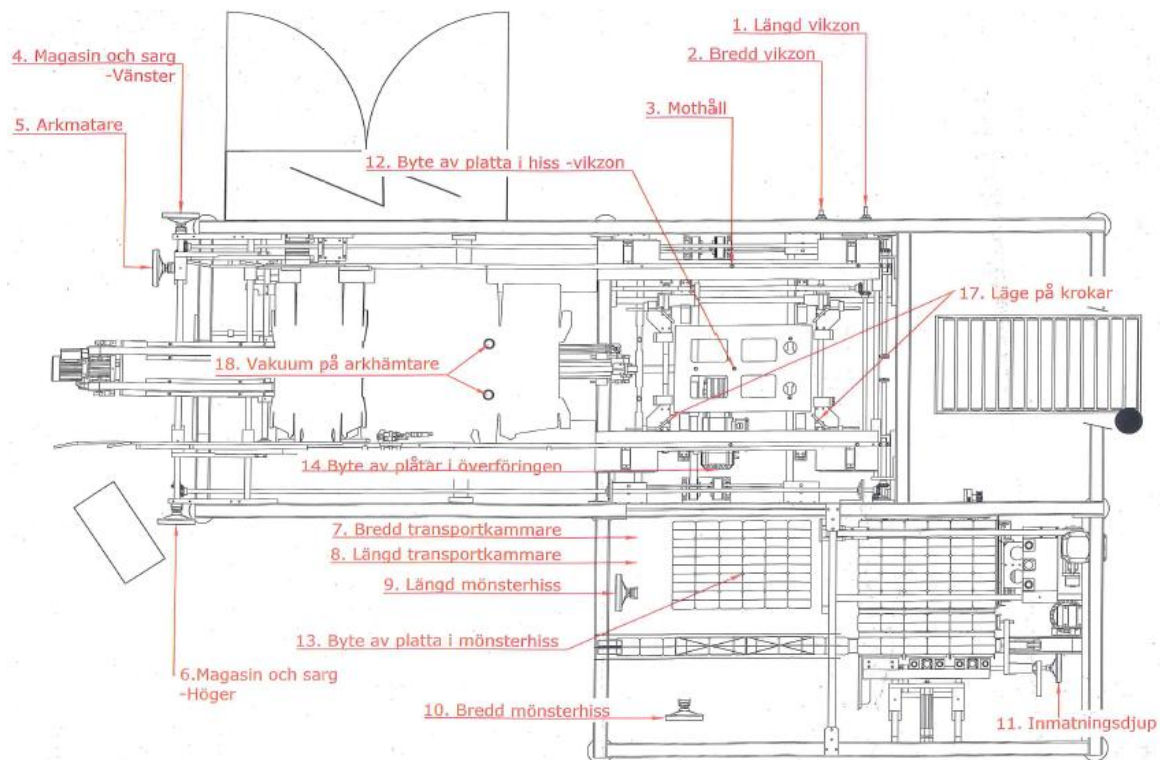 1. Längd vikzon
2. Bredd vikzon
4. Magasin och sarg
-Vänster
3. Mothåll
5. Arkmatare
12. Byte av platta i hiss -vikzon
17. Läge på krokar
18. Vakuum på arkhämtare
14.Byte av plåtar i överföringen
7. Bredd transportkammare
8. Längd transportkammare
9. Längd mönsterhiss
13. Byte av platta i mönsterhiss
6.Magasin och sarg
-Höger
10. Bredd mönsterhiss
11. Inmatningsdjup